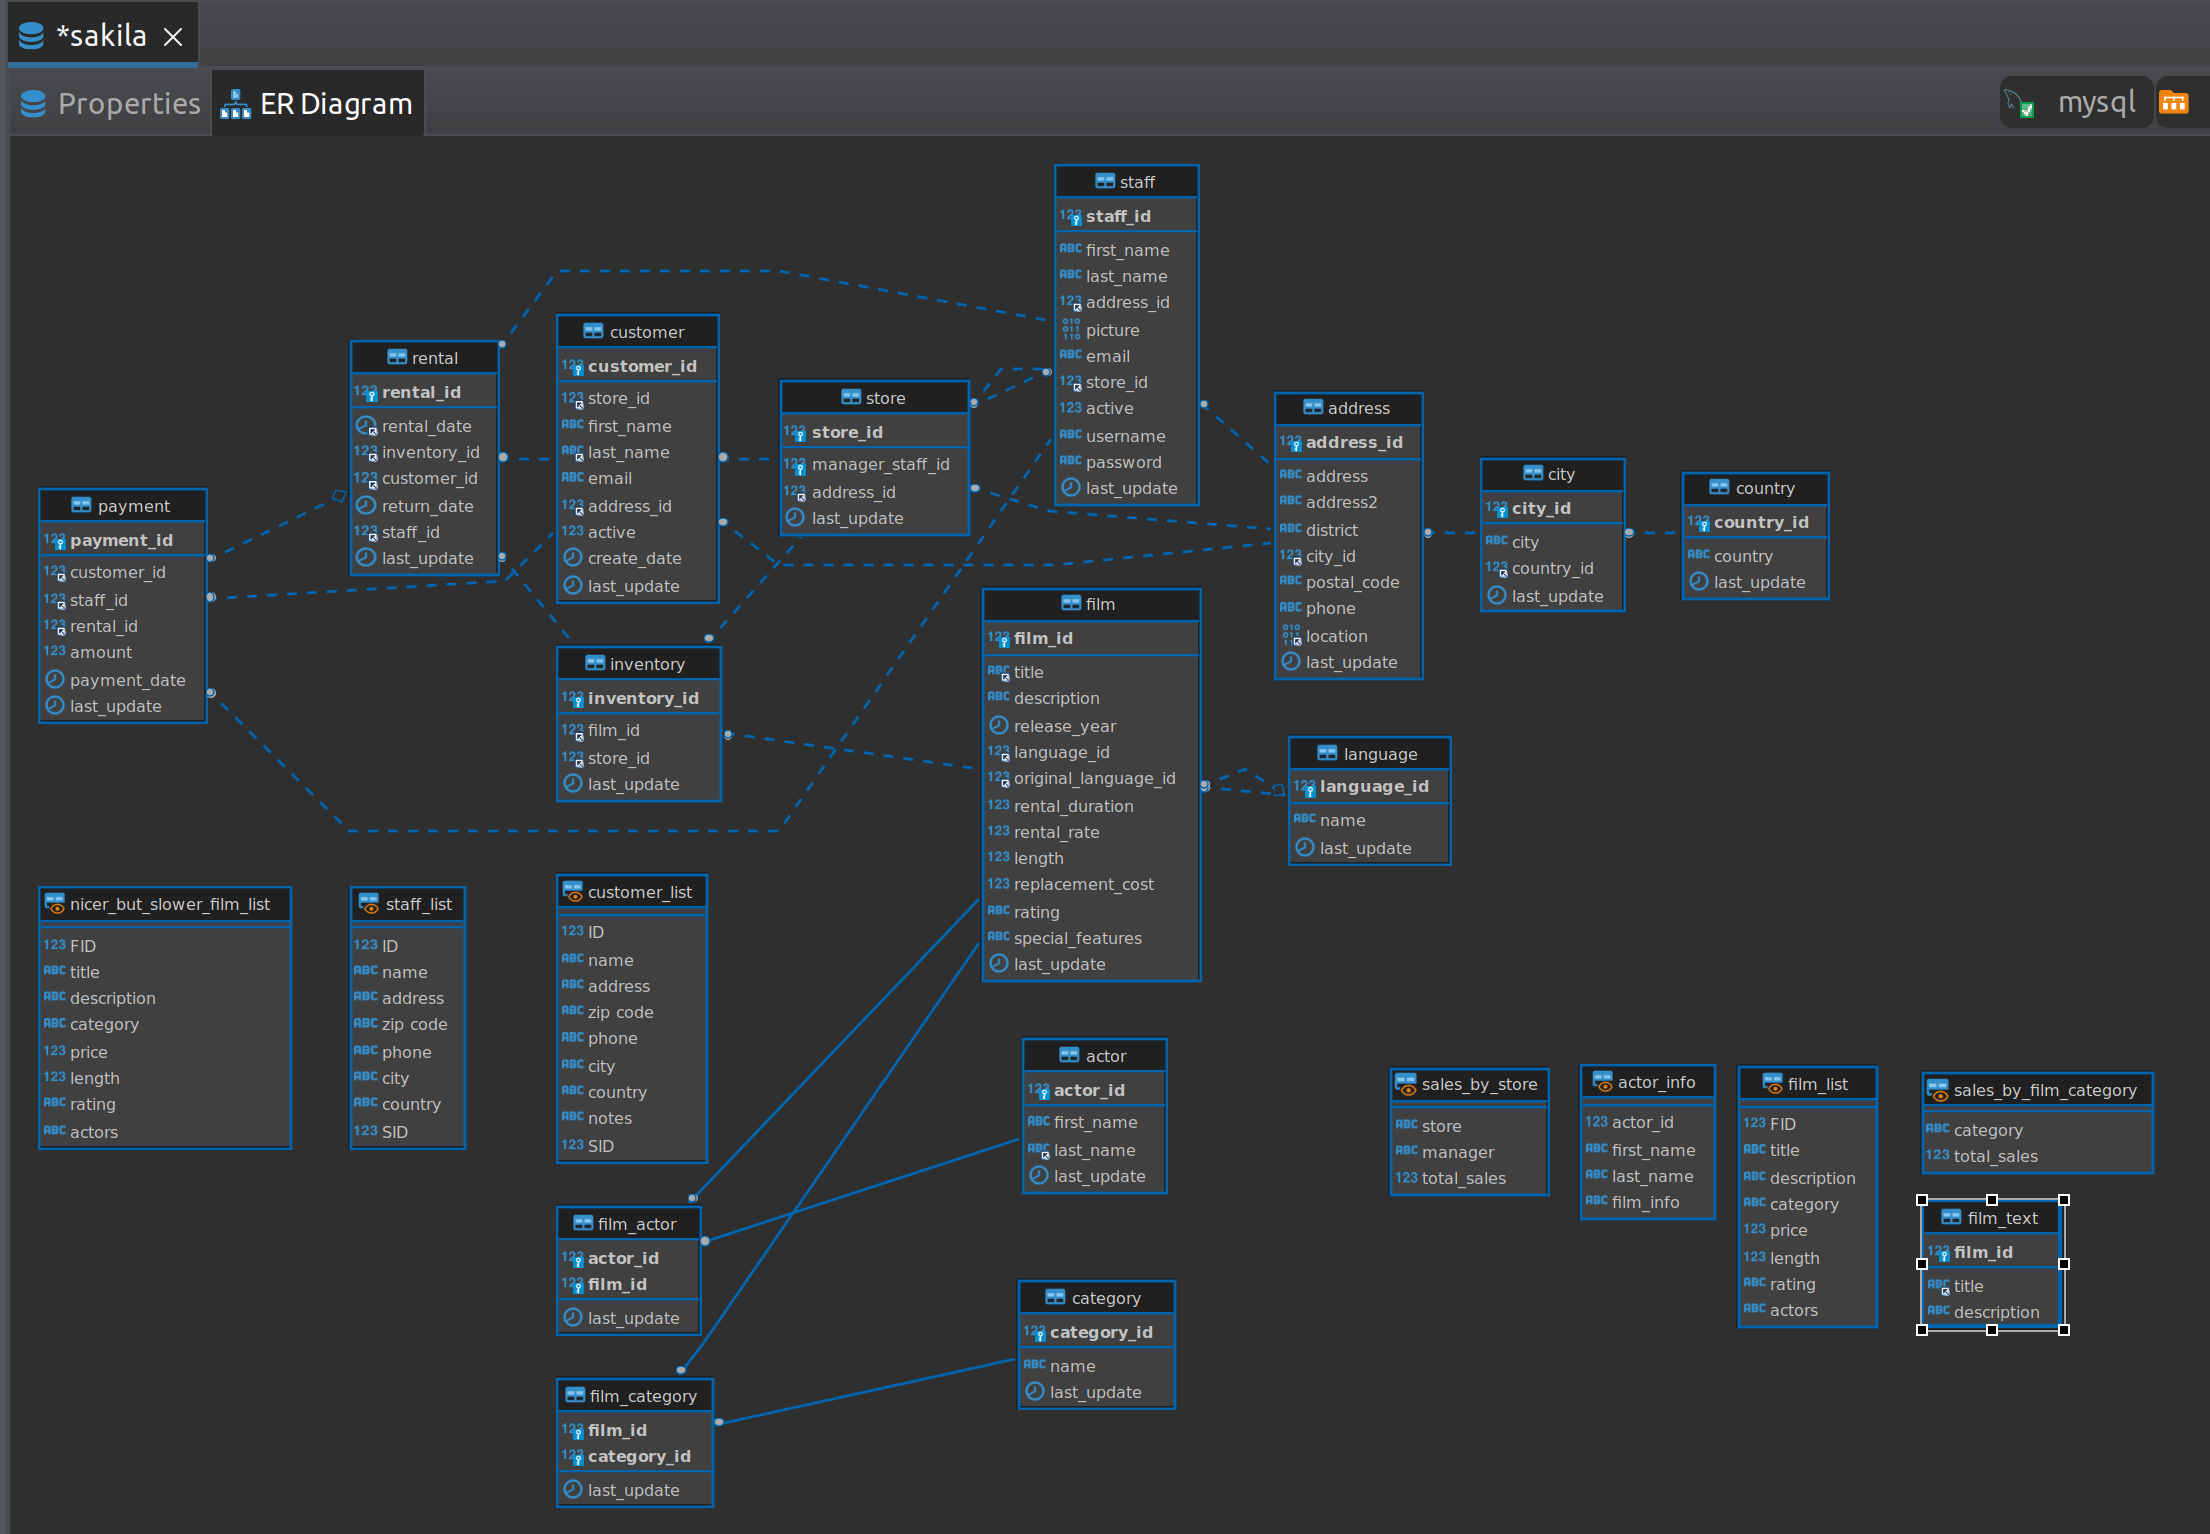 *sakila
Properties
ER Diagram
mysql
staff
staff_id
first_name
last_name
address_id
picture
email
store_id
active
username
password
last_update
customer
customer_id
store_id
first_name
last_name
email
address_id
active
create_date
last_update
rental
rental_id
rental_date
inventory_id
customer_id
return_date
staff_id
last_update
store
store_id
manager_staff_id
address_id
last_update
address
address_id
address
address2
district
city_id
postal_code
phone
location
last_update
city
city_id
city
country_id
last_update
country
country_id
country
last_update
payment
payment_id
customer_id
staff_id
rental_id
amount
payment_date
last_update
film
film_id
title
description
release_year
language_id
original_language_id
rental_duration
rental_rate
length
replacement_cost
rating
special_features
last_update
inventory
inventory_id
film_id
store_id
last_update
language
language_id
name
last_update
nicer_but_slower_film_list
FID
title
description
category
price
length
rating
actors
staff_list
ID
name
address
zip code
phone
city
country
SID
customer_list
ID
name
address
zip code
phone
city
country
notes
SID
actor
actor_id
first_name
last_name
last_update
sales_by_store
store
manager
total_sales
actor_info
actor_id
first_name
last_name
film_info
film_list
FID
title
description
category
price
length
rating
actors
sales_by_film_category
category
total_sales
film_text
film_id
title
description
film_actor
actor_id
film_id
last_update
category
category_id
name
last_update
film_category
film_id
category_id
last_update